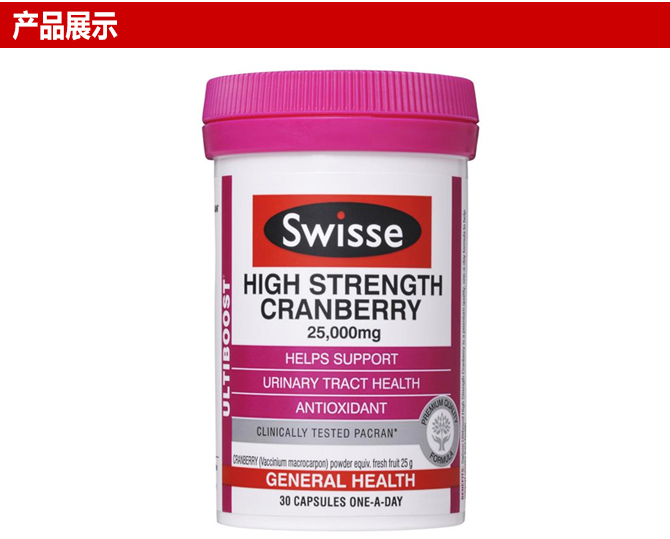 产品展示
Swisse
HIGH STRENGTH
CRANBERRY
25,000mg
ULTIBOOST
HELPS SUPPORT
URINARY TRACT HEALTH
ANTIOXIDANT
CLINICALLY TESTED PACRAN*
PREMIUM QUALITY
FORMULA
CRANBERRY (Vaccinium macrocarpon) powder equiv. fresh fruit 25 g
GENERAL HEALTH
30 CAPSULES ONE-A-DAY